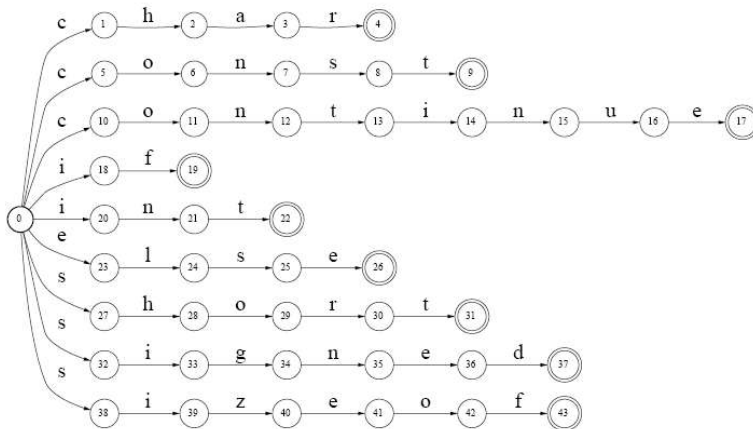 c h a r
1 2 3 4
c o n s t
5 6 7 8 9
c o n t i n u e
10 11 12 13 14 15 16 17
i f
18 19
0
i n t
20 21 22
e l s e
23 24 25 26
s h o r t
27 28 29 30 31
s i g n e d
32 33 34 35 36 37
s i z e o f
38 39 40 41 42 43